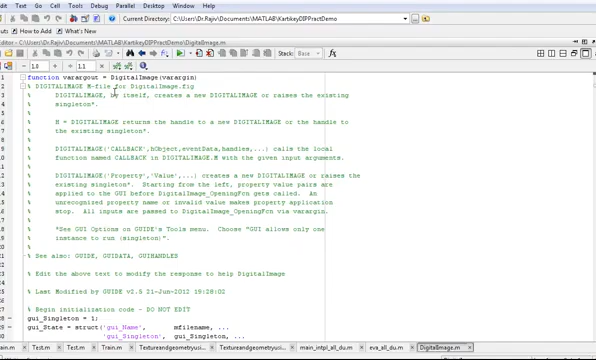 Edit Text Go Cell Tools Debug Parallel Desktop Window Help
Current Directory: C:\Users\Dr.Rajiv\Documents\MATLAB\KartikeyDIPPractDemo
How to Add What's New
Editor - C:\Users\Dr.Rajiv\Documents\MATLAB\KartikeyDIPPractDemo\DigitalImage.m
Stack: Base
1.0 + ÷ 1.1 ×
1 function varargout = DigitalImage(varargin)
2 % DIGITALIMAGE M-file for DigitalImage.fig
3 % DIGITALIMAGE, by itself, creates a new DIGITALIMAGE or raises the existing
4 % singleton*.
5 %
6 % H = DIGITALIMAGE returns the handle to a new DIGITALIMAGE or the handle to
7 % the existing singleton*.
8 %
9 % DIGITALIMAGE('CALLBACK',hObject,eventData,handles,...) calls the local
10 % function named CALLBACK in DIGITALIMAGE.M with the given input arguments.
11 %
12 % DIGITALIMAGE('Property','Value',...) creates a new DIGITALIMAGE or raises the
13 % existing singleton*. Starting from the left, property value pairs are
14 % applied to the GUI before DigitalImage_OpeningFcn gets called. An
15 % unrecognized property name or invalid value makes property application
16 % stop. All inputs are passed to DigitalImage_OpeningFcn via varargin.
17 %
18 % *See GUI Options on GUIDE's Tools menu. Choose "GUI allows only one
19 % instance to run (singleton)".
20 %
21 % See also: GUIDE, GUIDATA, GUIHANDLES
22
23 % Edit the above text to modify the response to help DigitalImage
24
25 % Last Modified by GUIDE v2.5 21-Jun-2012 19:28:02
26
27 % Begin initialization code - DO NOT EDIT
28 gui_Singleton = 1;
29 gui_State = struct('gui_Name', mfilename, ...
30 'gui_Singleton', gui_Singleton, ...
Test.m Test.m Train.m Textureandgeometryusi... Textureandgeometryusi... main_intpl_all_du.m eva_all_du.m DigitalImage.m